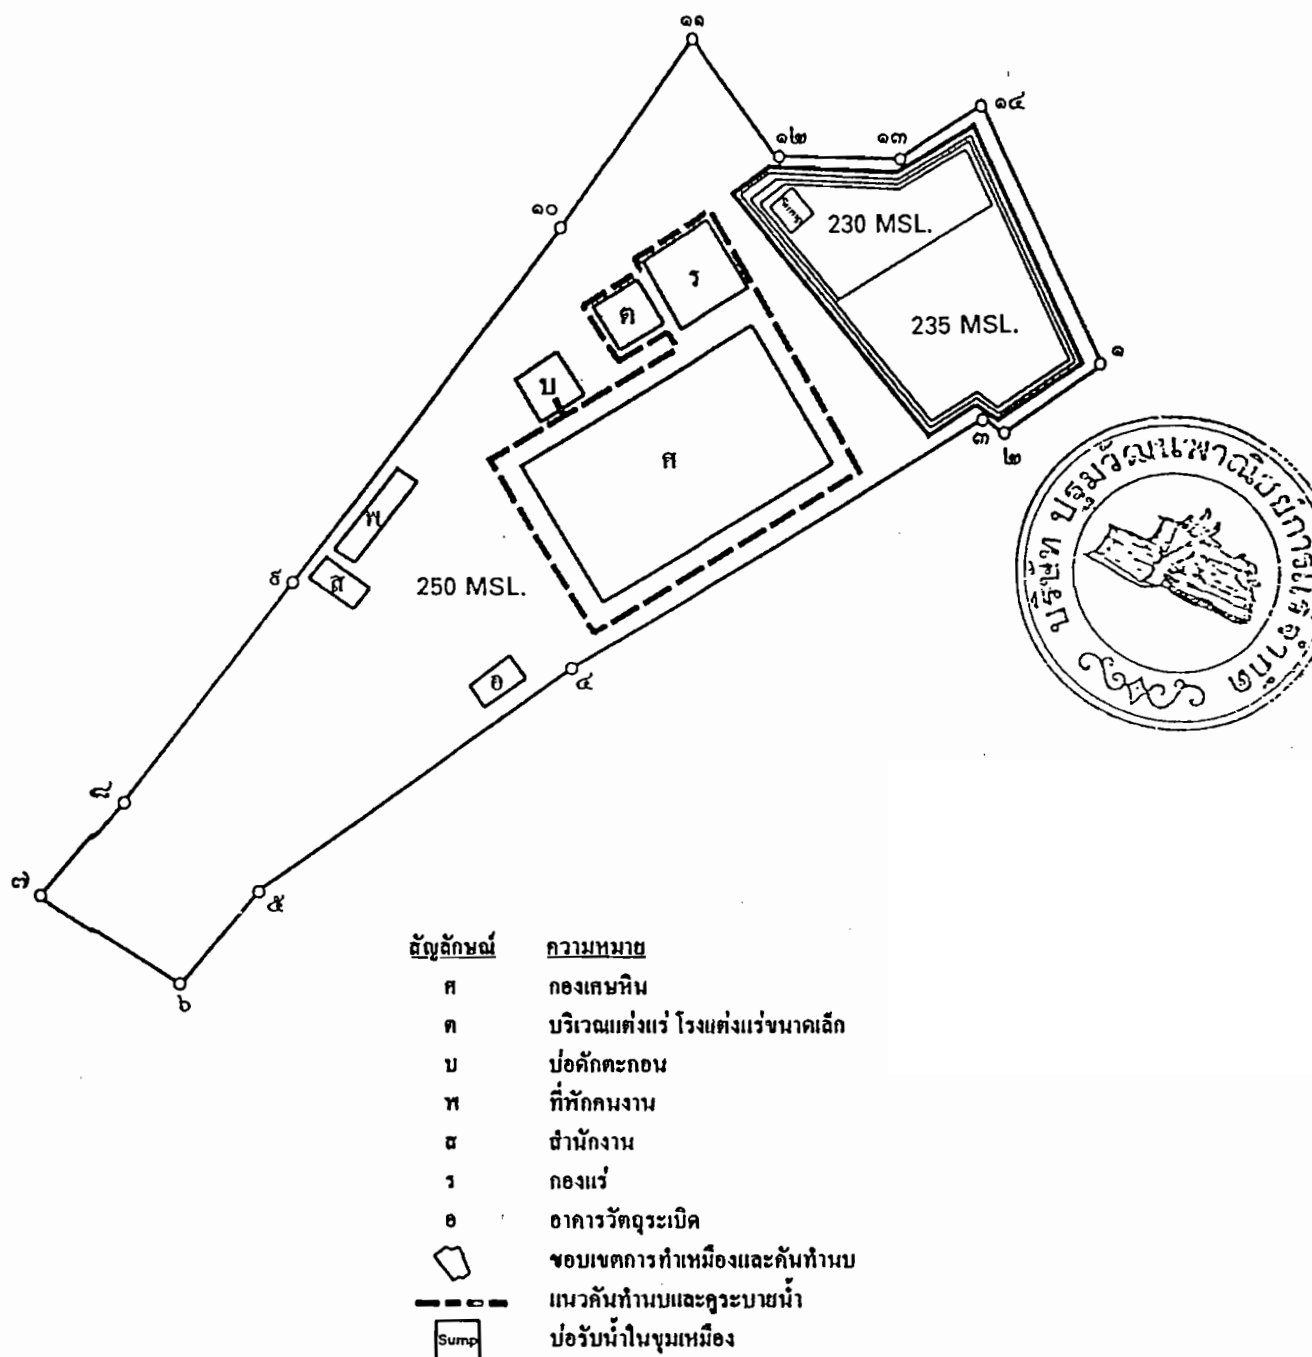 ๑๑
๑๔
๑๒
๑๓
๑๐
Sump
230 MSL.
ร
ต
235 MSL.
๑
บ
๓
๒
ศ
พ
๙
ส
250 MSL.
อ
๔
๘
๗
๕
๖
สัญลักษณ์ ความหมาย
ศ กองเศษหิน
ต บริเวณแต่งแร่ โรงแต่งแร่ขนาดเล็ก
บ บ่อดักตะกอน
พ ที่พักคนงาน
ส สำนักงาน
ร กองแร่
อ อาคารวัตถุระเบิด
ขอบเขตการทำเหมืองและคันทำนบ
แนวคันทำนบและคูระบายน้ำ
Sump บ่อรับน้ำในขุมเหมือง